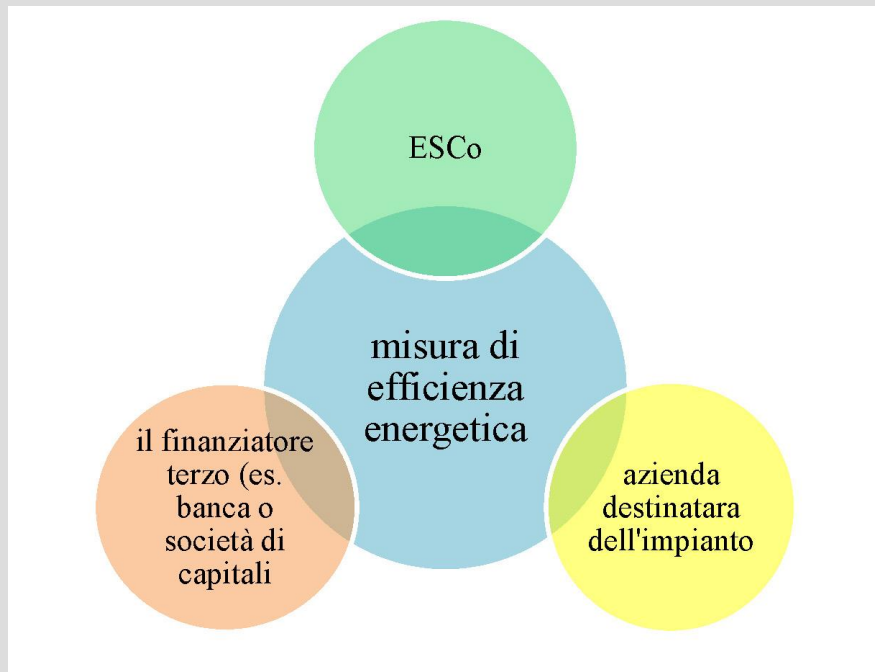 ESCo
misura di
efficienza
energetica
il finanziatore
terzo (es.
banca o
società di
capitali
azienda
destinatara
dell'impianto